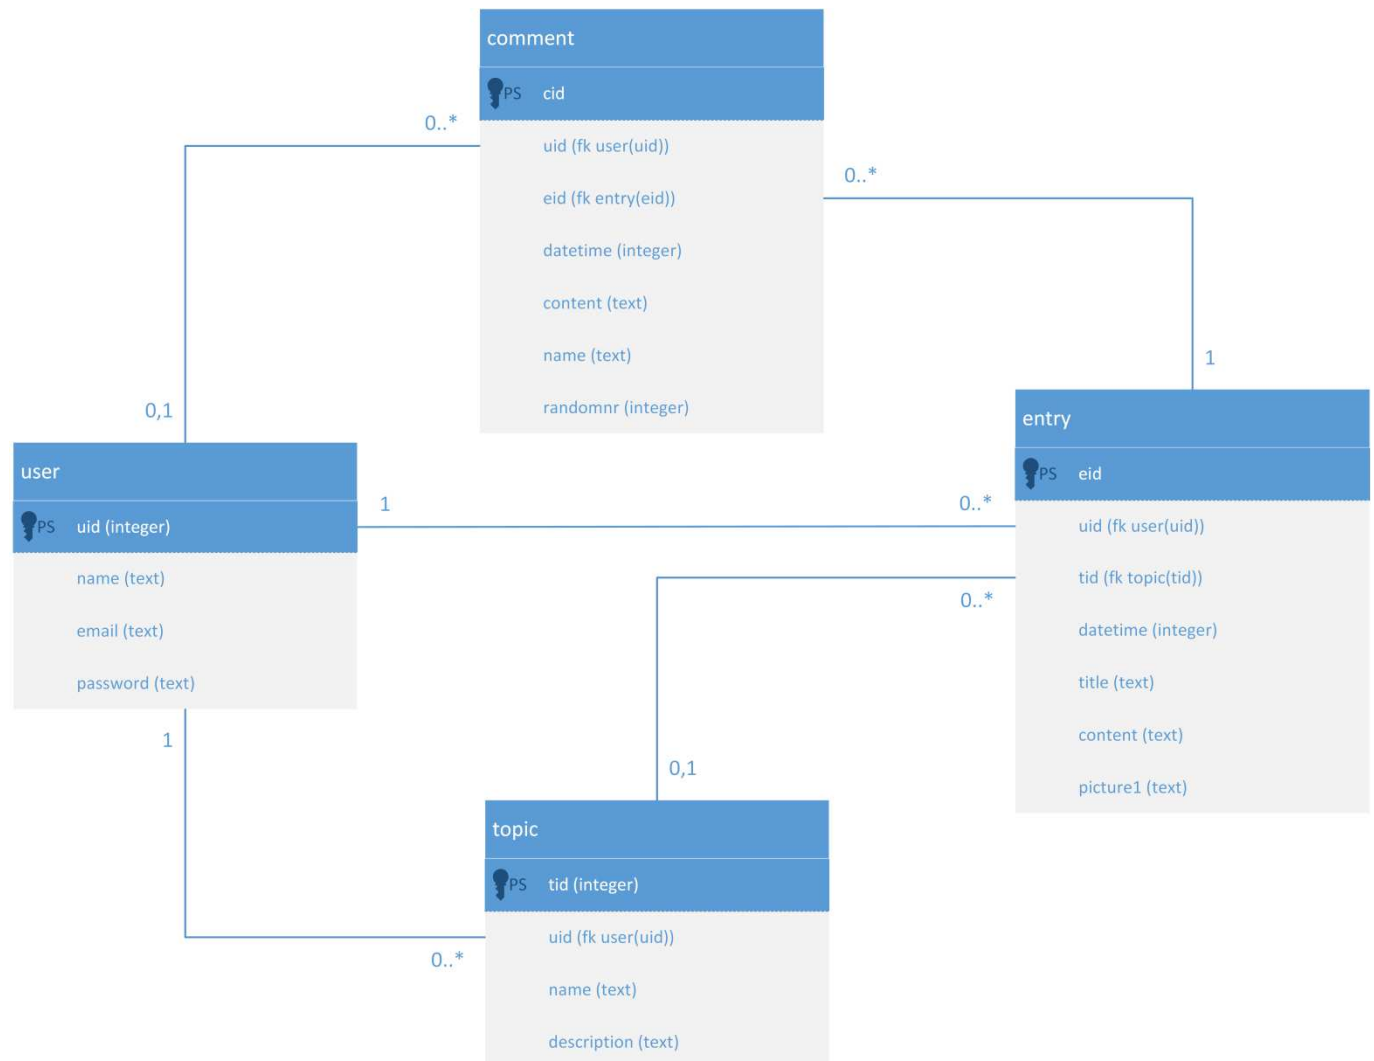 comment
PS cid
uid (fk user(uid))
eid (fk entry(eid))
datetime (integer)
content (text)
name (text)
randomnr (integer)
0..*
0..*
0,1
1
user
PS uid (integer)
name (text)
email (text)
password (text)
1
0..*
entry
PS eid
uid (fk user(uid))
tid (fk topic(tid))
datetime (integer)
title (text)
content (text)
picture1 (text)
0..*
1
0,1
topic
PS tid (integer)
uid (fk user(uid))
name (text)
description (text)
0..*